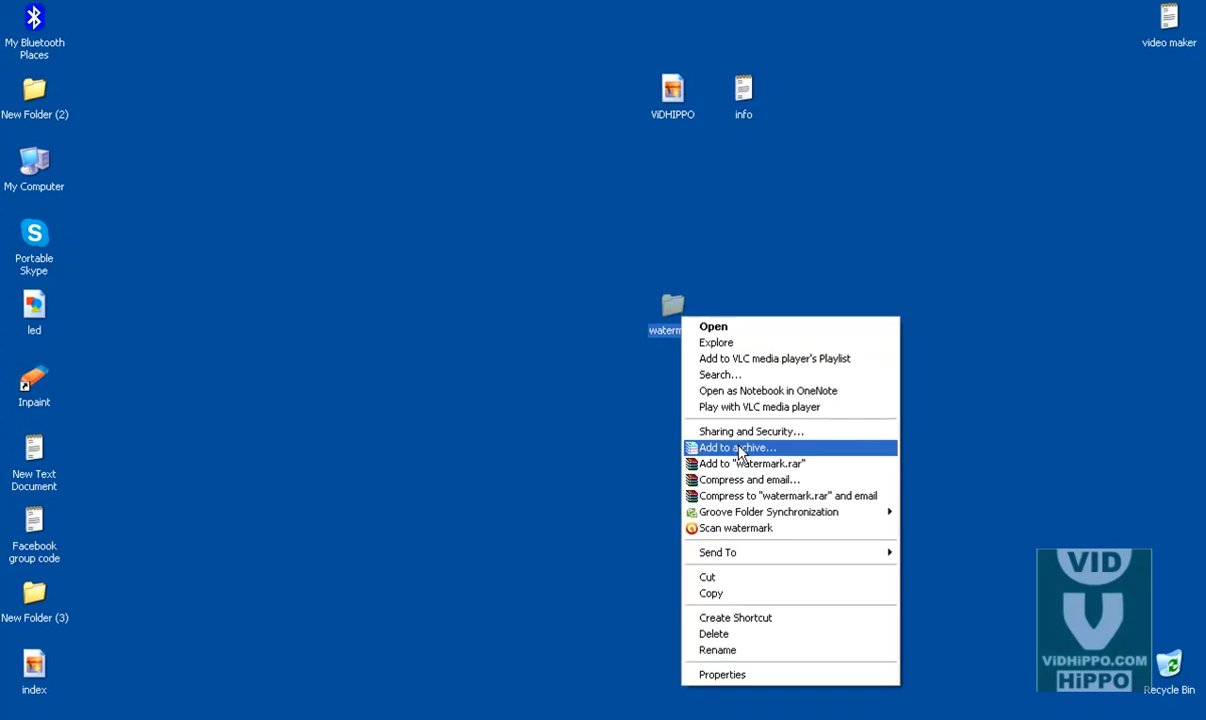 My Bluetooth
Places
New Folder (2)
My Computer
Portable
Skype
led
Inpaint
New Text
Document
Facebook
group code
New Folder (3)
index
ViDHIPPO
info
video maker
waterm
Open
Explore
Add to VLC media player's Playlist
Search...
Open as Notebook in OneNote
Play with VLC media player
Sharing and Security...
Add to archive...
Add to "watermark.rar"
Compress and email...
Compress to "watermark.rar" and email
Groove Folder Synchronization
Scan watermark
Send To
Cut
Copy
Create Shortcut
Delete
Rename
Properties
VID
V
ViDHiPPO.COM
HiPPO
Recycle Bin